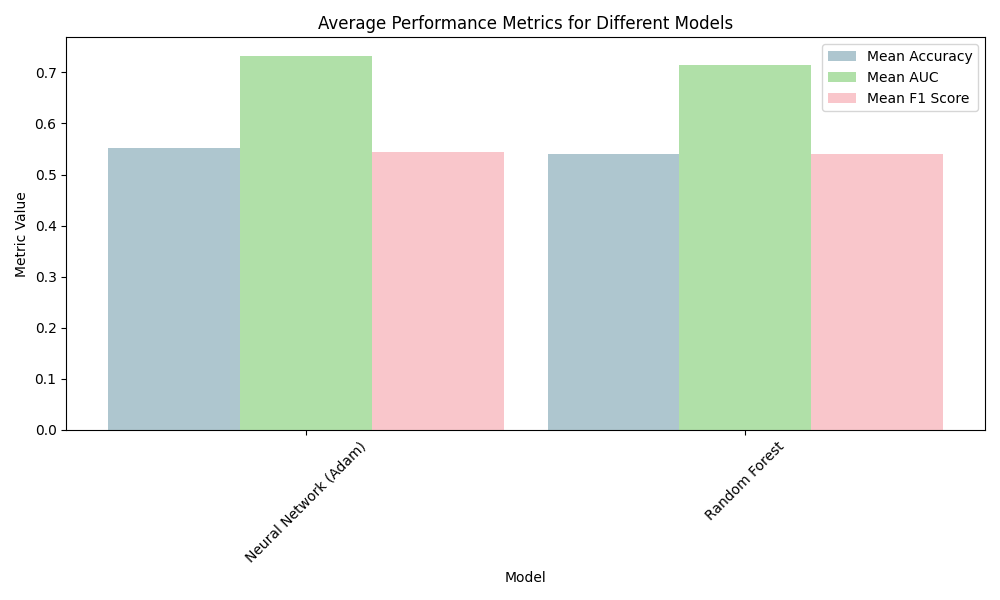 Average Performance Metrics for Different Models
Mean Accuracy
Mean AUC
Mean F1 Score
Metric Value
0.7
0.6
0.5
0.4
0.3
0.2
0.1
0.0
Neural Network (Adam)
Random Forest
Model